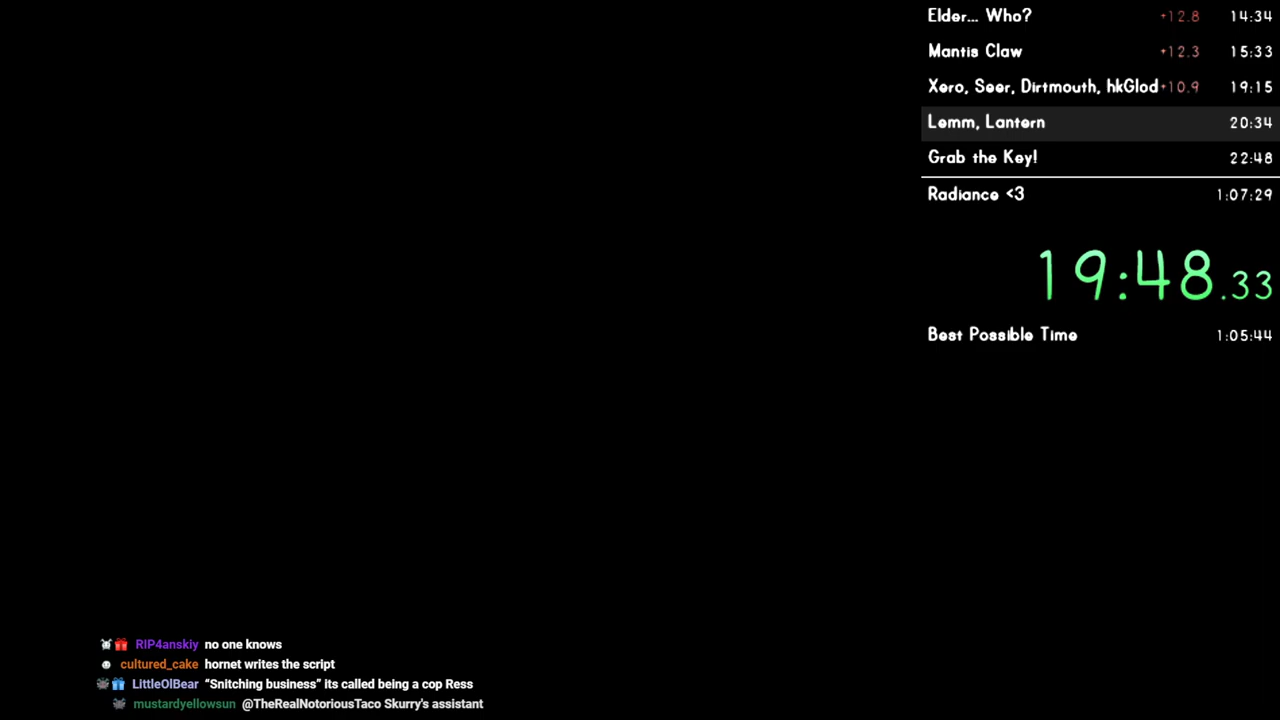 Elder... Who? +12.8 14:34
Mantis Claw +12.3 15:33
Xero, Seer, Dirtmouth, hkGlod +10.9 19:15
Lemm, Lantern 20:34
Grab the Key! 22:48
Radiance <3 1:07:29
19:48.33
Best Possible Time 1:05:44
RIP4anskiy no one knows
cultured_cake hornet writes the script
LittleOlBear “Snitching business” its called being a cop Ress
mustardyellowsun @TheRealNotoriousTaco Skurry's assistant